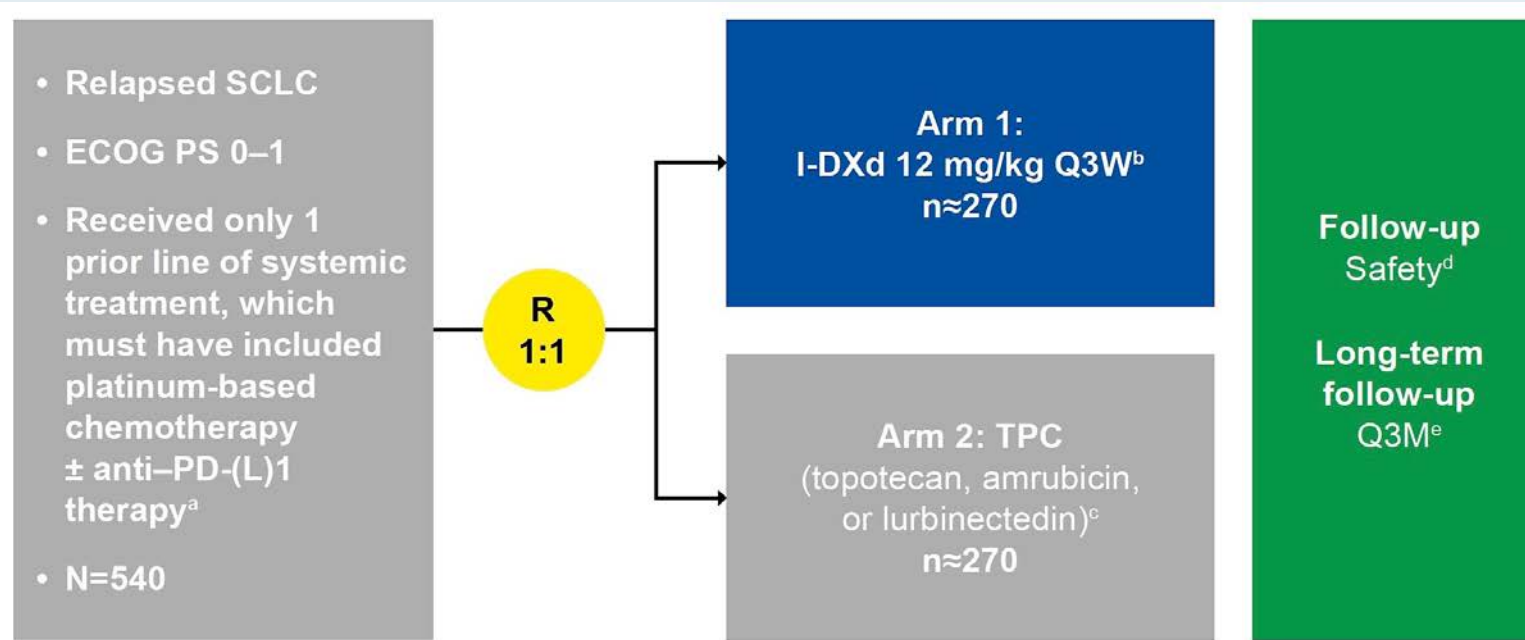 • Relapsed SCLC
• ECOG PS 0–1
• Received only 1
prior line of systemic
treatment, which
must have included
platinum-based
chemotherapy
± anti–PD-(L)1
therapyᵃ
• N=540
R
1:1
Arm 1:
I-DXd 12 mg/kg Q3Wᵇ
n≈270
Arm 2: TPC
(topotecan, amrubicin,
or lurbinectedin)ᶜ
n≈270
Follow-up
Safetyᵈ
Long-term
follow-up
Q3Mᵉ